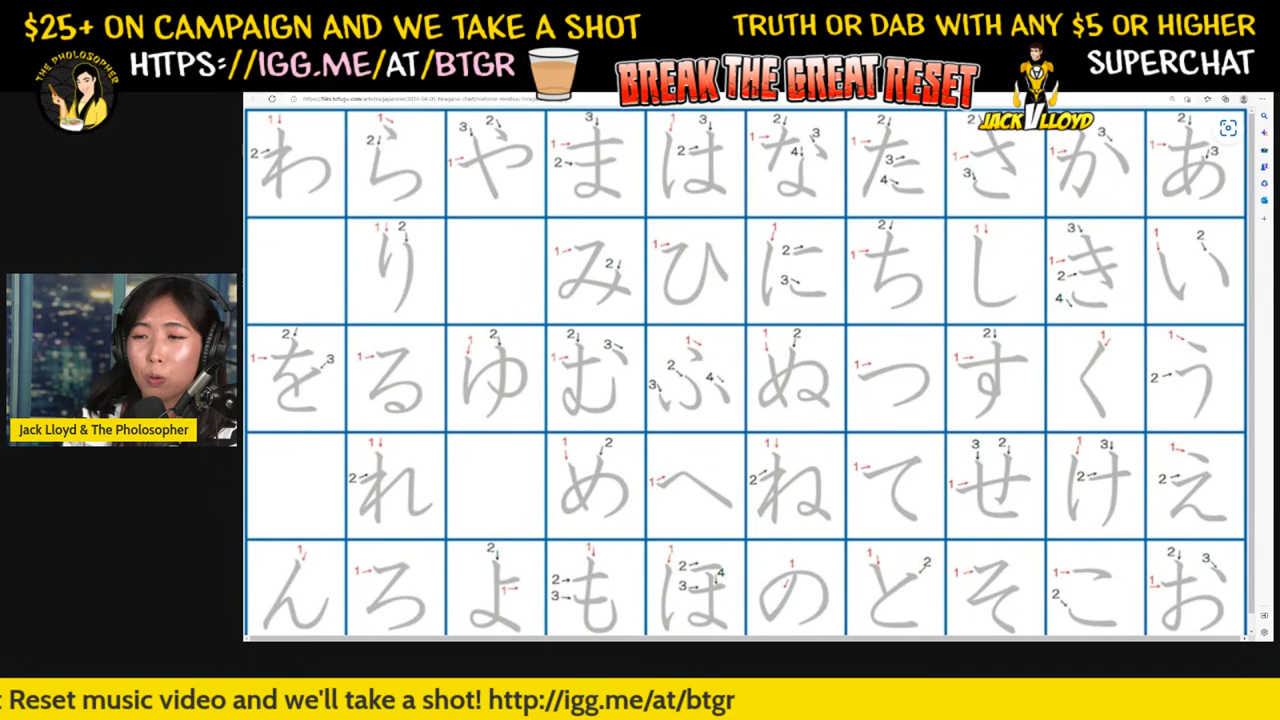 $25+ ON CAMPAIGN AND WE TAKE A SHOT
HTTPS://IGG.ME/AT/BTGR
THE PHOLOSOPHER
BREAK THE GREAT RESET
JACK LLOYD
TRUTH OR DAB WITH ANY $5 OR HIGHER
SUPERCHAT
わ ら や ま は な た さ か あ
り み ひ に ち し き い
を る ゆ む ふ ぬ つ す く う
れ め へ ね て せ け え
ん ろ よ も ほ の と そ こ お
Jack Lloyd & The Pholosopher
Reset music video and we'll take a shot! http://igg.me/at/btgr